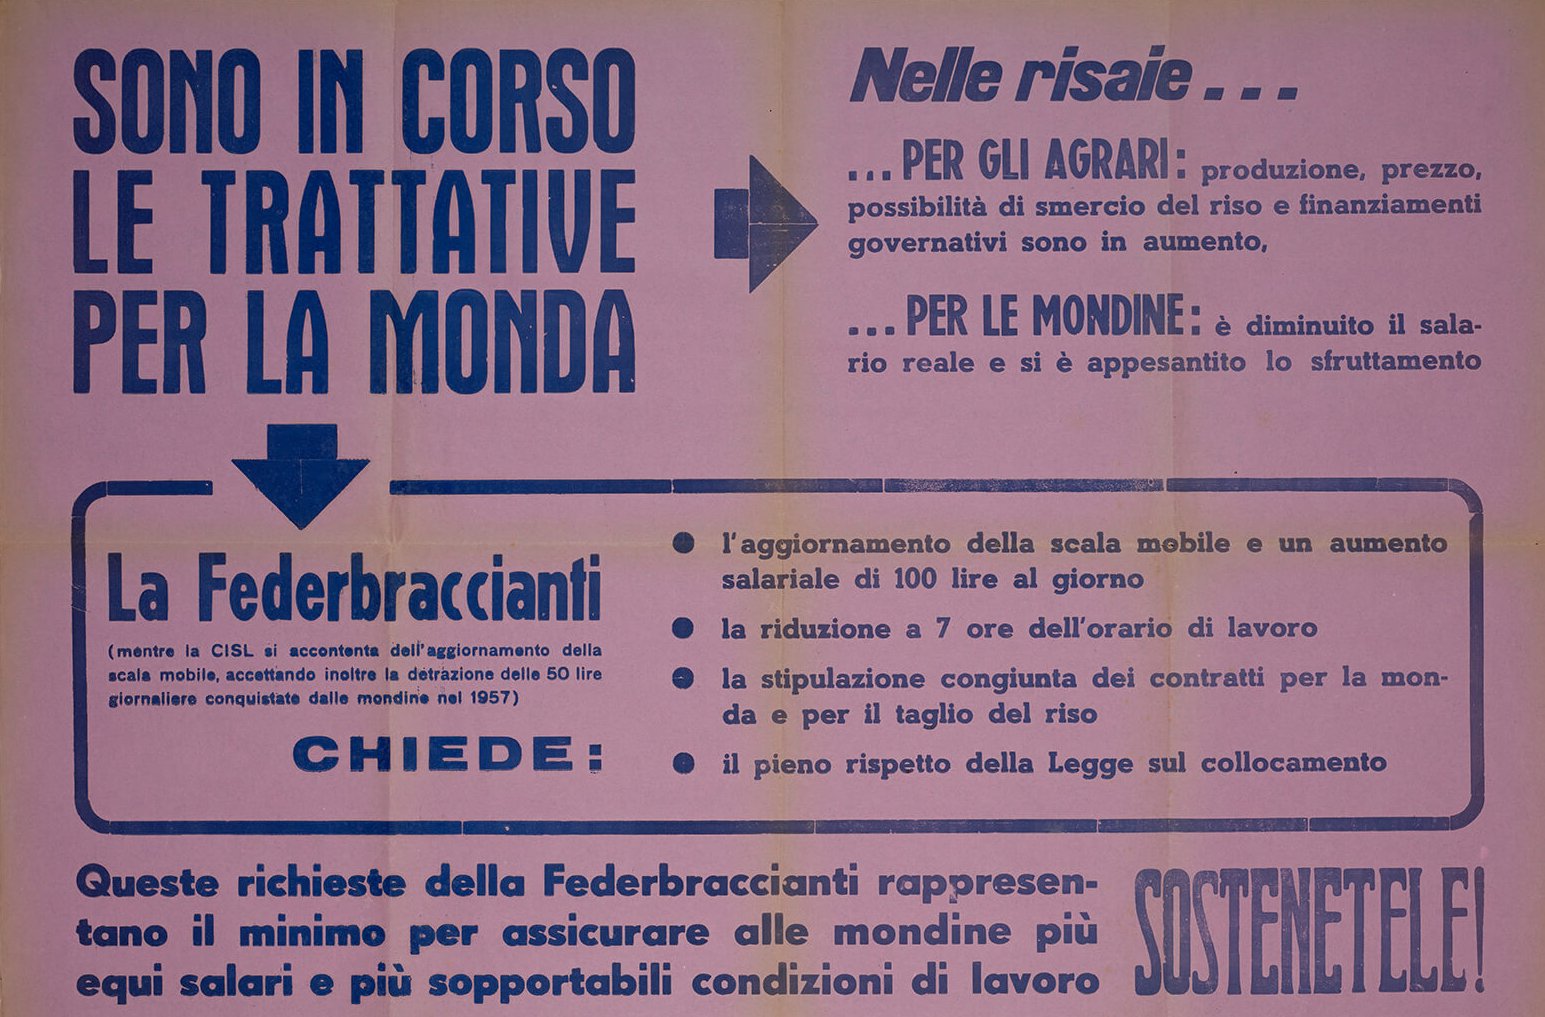 SONO IN CORSO
LE TRATTATIVE
PER LA MONDA
Nelle risaie...
...PER GLI AGRARI: produzione, prezzo,
possibilità di smercio del riso e finanziamenti
governativi sono in aumento,
...PER LE MONDINE: è diminuito il sala-
rio reale e si è appesantito lo sfruttamento
La Federbraccianti
(mentre la CISL si accontenta dell'aggiornamento della
scala mobile, accettando inoltre la detrazione delle 50 lire
giornaliere conquistate dalle mondine nel 1957)
CHIEDE:
● l'aggiornamento della scala mobile e un aumento
salariale di 100 lire al giorno
● la riduzione a 7 ore dell'orario di lavoro
● la stipulazione congiunta dei contratti per la mon-
da e per il taglio del riso
● il pieno rispetto della Legge sul collocamento
Queste richieste della Federbraccianti rappresen-
tano il minimo per assicurare alle mondine più
equi salari e più sopportabili condizioni di lavoro
SOSTENETELE!